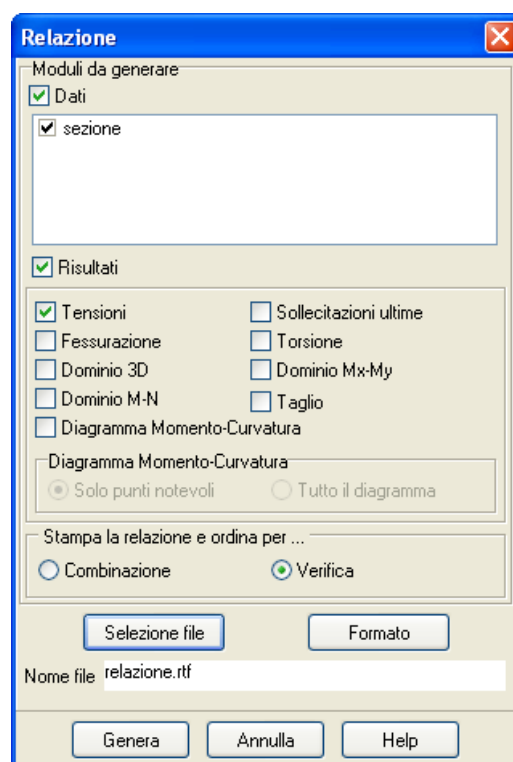 Relazione
Moduli da generare
Dati
sezione
Risultati
Tensioni Sollecitazioni ultime
Fessurazione Torsione
Dominio 3D Dominio Mx-My
Dominio M-N Taglio
Diagramma Momento-Curvatura
Diagramma Momento-Curvatura
Solo punti notevoli Tutto il diagramma
Stampa la relazione e ordina per ...
Combinazione Verifica
Selezione file Formato
Nome file relazione.rtf
Genera Annulla Help